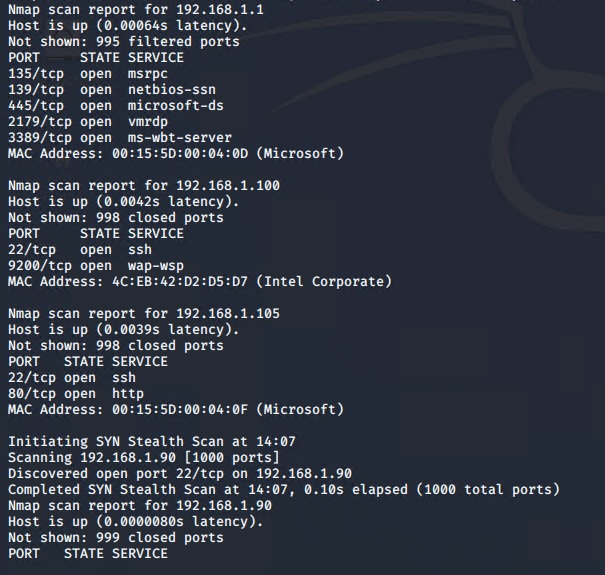 Nmap scan report for 192.168.1.1
Host is up (0.00064s latency).
Not shown: 995 filtered ports
PORT     STATE SERVICE
135/tcp  open  msrpc
139/tcp  open  netbios-ssn
445/tcp  open  microsoft-ds
2179/tcp open  vmrdp
3389/tcp open  ms-wbt-server
MAC Address: 00:15:5D:00:04:0D (Microsoft)

Nmap scan report for 192.168.1.100
Host is up (0.0042s latency).
Not shown: 998 closed ports
PORT     STATE SERVICE
22/tcp   open  ssh
9200/tcp open  wap-wsp
MAC Address: 4C:EB:42:D2:D5:D7 (Intel Corporate)

Nmap scan report for 192.168.1.105
Host is up (0.0039s latency).
Not shown: 998 closed ports
PORT   STATE SERVICE
22/tcp open  ssh
80/tcp open  http
MAC Address: 00:15:5D:00:04:0F (Microsoft)

Initiating SYN Stealth Scan at 14:07
Scanning 192.168.1.90 [1000 ports]
Discovered open port 22/tcp on 192.168.1.90
Completed SYN Stealth Scan at 14:07, 0.10s elapsed (1000 total ports)
Nmap scan report for 192.168.1.90
Host is up (0.0000080s latency).
Not shown: 999 closed ports
PORT   STATE SERVICE